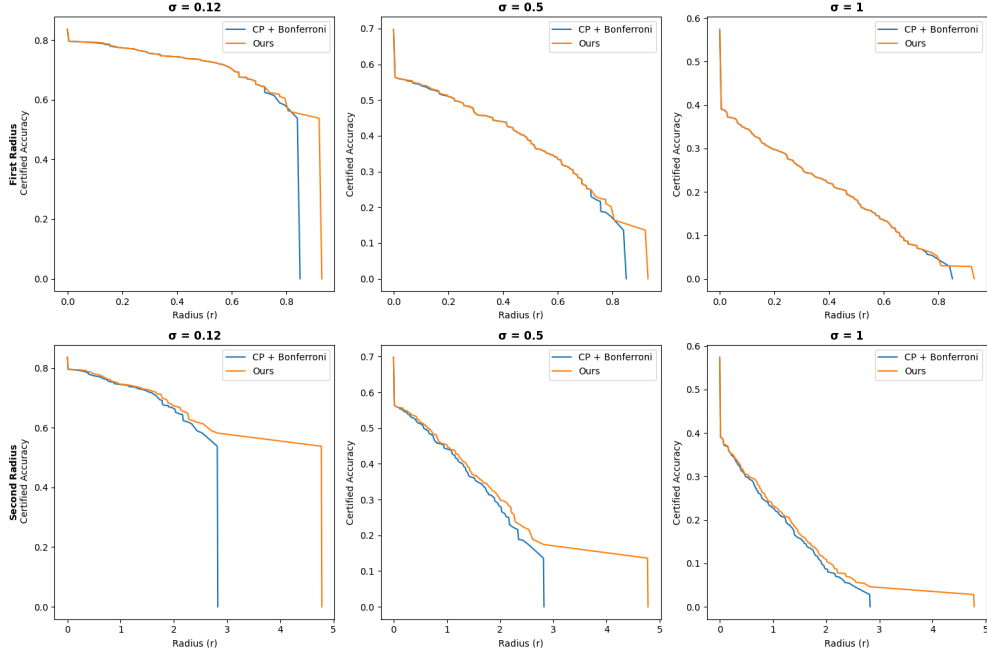 σ = 0.12
CP + Bonferroni
Ours
0.8
0.6
0.4
0.2
0.0
First Radius
Certified Accuracy
0.0 0.2 0.4 0.6 0.8
Radius (r)
σ = 0.5
CP + Bonferroni
Ours
0.7
0.6
0.5
0.4
0.3
0.2
0.1
0.0
Certified Accuracy
0.0 0.2 0.4 0.6 0.8
Radius (r)
σ = 1
CP + Bonferroni
Ours
0.6
0.5
0.4
0.3
0.2
0.1
0.0
Certified Accuracy
0.0 0.2 0.4 0.6 0.8
Radius (r)
σ = 0.12
CP + Bonferroni
Ours
0.8
0.6
0.4
0.2
0.0
Second Radius
Certified Accuracy
0 1 2 3 4 5
Radius (r)
σ = 0.5
CP + Bonferroni
Ours
0.7
0.6
0.5
0.4
0.3
0.2
0.1
0.0
Certified Accuracy
0 1 2 3 4 5
Radius (r)
σ = 1
CP + Bonferroni
Ours
0.6
0.5
0.4
0.3
0.2
0.1
0.0
Certified Accuracy
0 1 2 3 4 5
Radius (r)